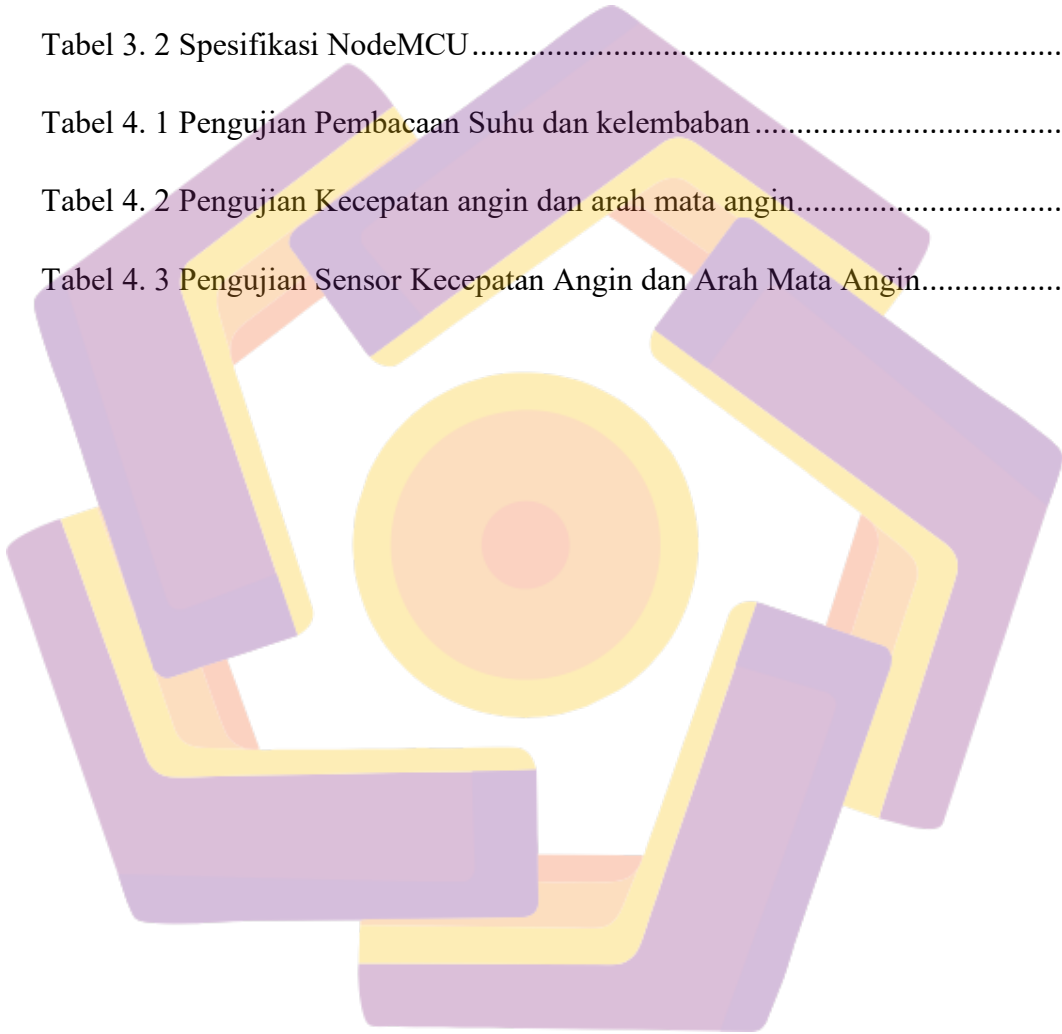 Tabel 3. 2 Spesifikasi NodeMCU.......................................................................
Tabel 4. 1 Pengujian Pembacaan Suhu dan kelembaban.....................................
Tabel 4. 2 Pengujian Kecepatan angin dan arah mata angin................................
Tabel 4. 3 Pengujian Sensor Kecepatan Angin dan Arah Mata Angin.................